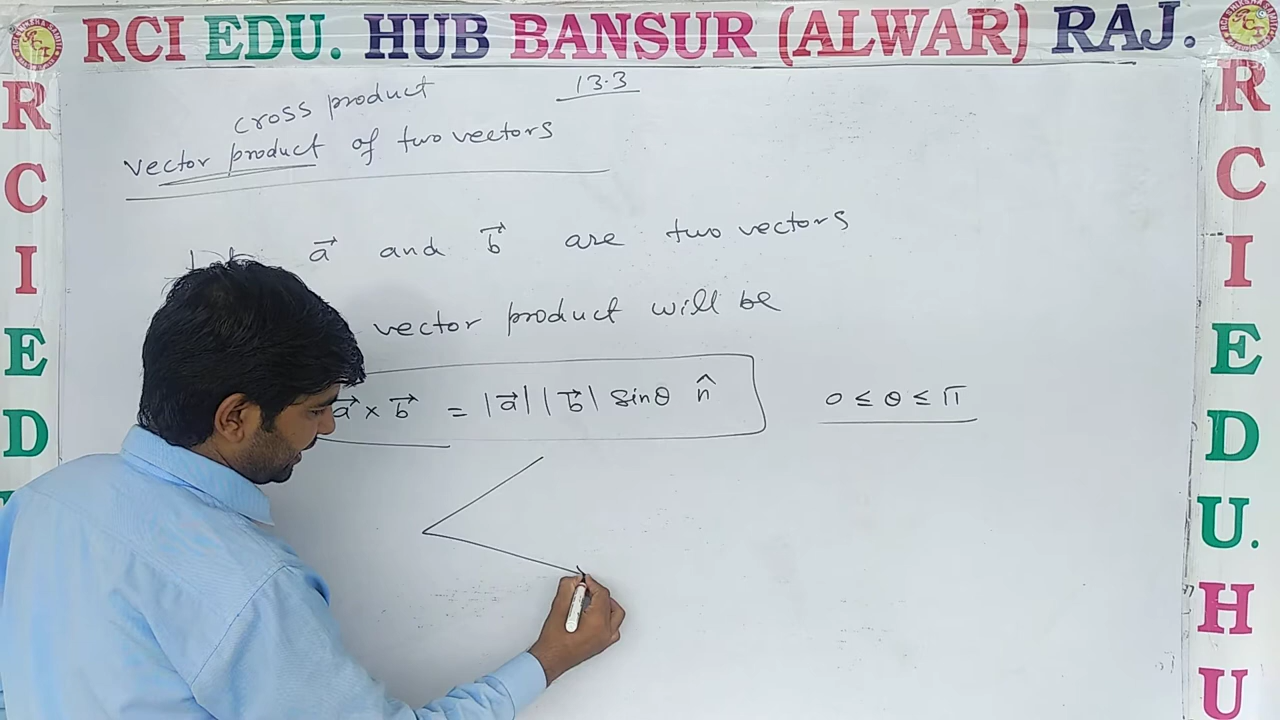 RCI EDU. HUB BANSUR (ALWAR) RAJ.
R
C
I
E
D
cross product
13.3
vector product of two vectors
a⃗ and b⃗ are two vectors
vector product will be
a⃗ × b⃗ = |a⃗| |b⃗| sinθ n̂
0 ≤ θ ≤ π
R
C
I
E
D
U.
H
U